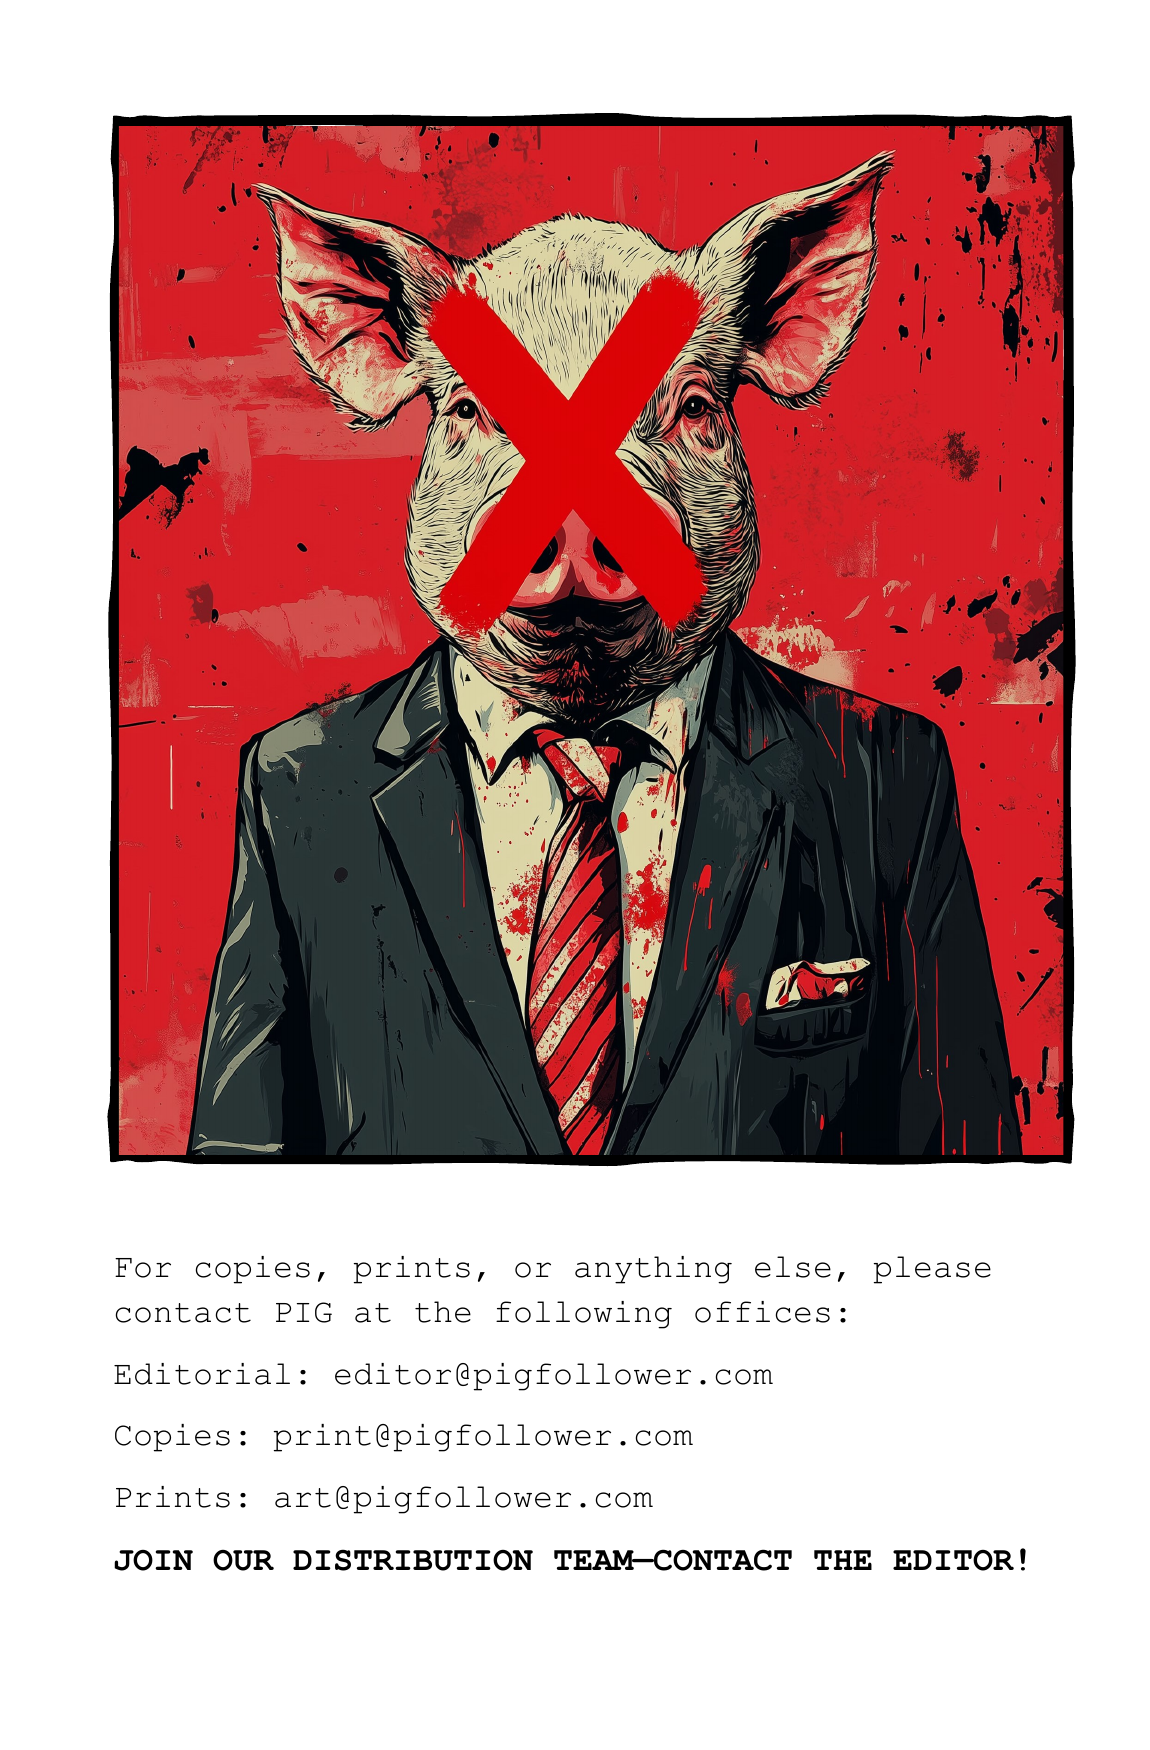 For copies, prints, or anything else, please
contact PIG at the following offices:
Editorial: editor@pigfollower.com
Copies: print@pigfollower.com
Prints: art@pigfollower.com
JOIN OUR DISTRIBUTION TEAM—CONTACT THE EDITOR!